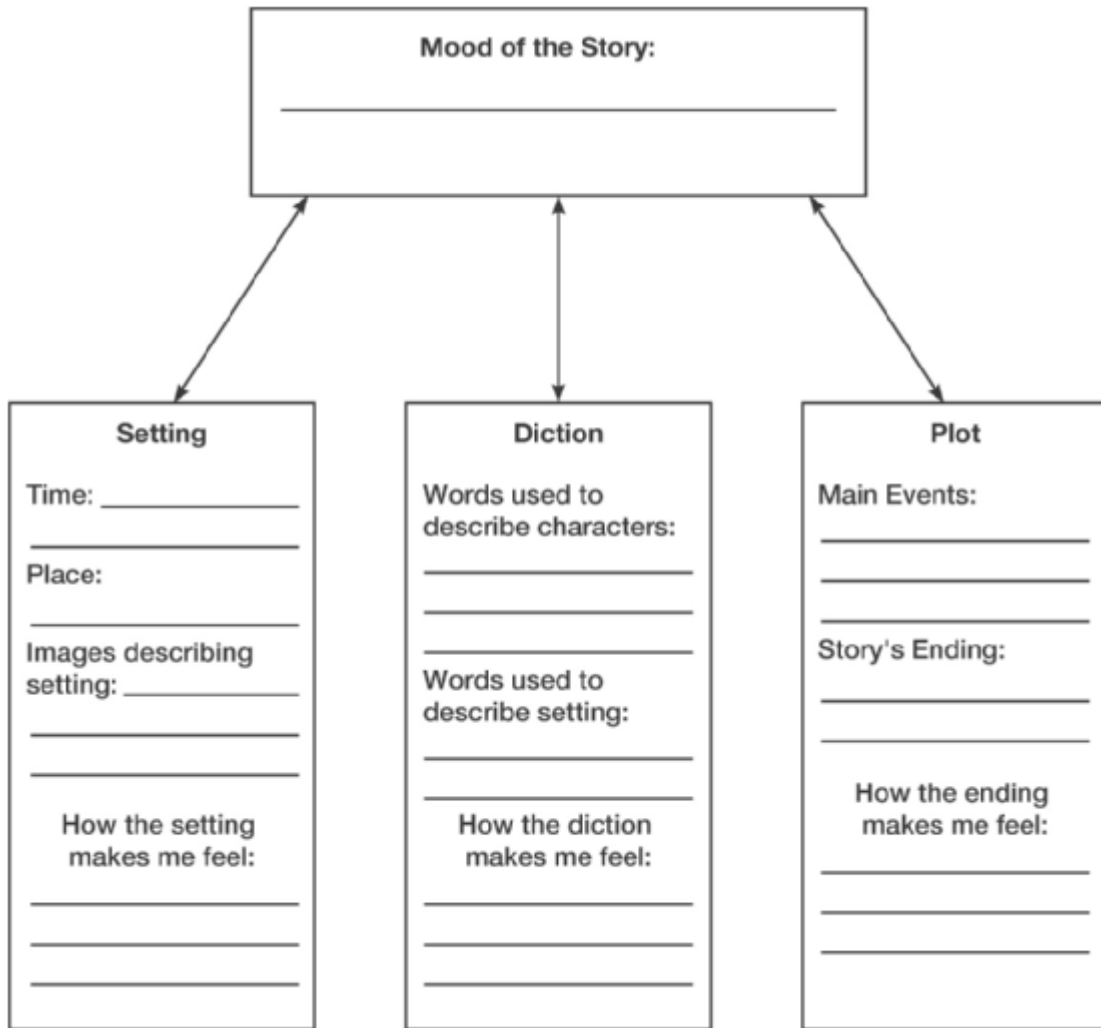 Mood of the Story:
Setting
Time:
Place:
Images describing
setting:
How the setting
makes me feel:
Diction
Words used to
describe characters:
Words used to
describe setting:
How the diction
makes me feel:
Plot
Main Events:
Story's Ending:
How the ending
makes me feel: